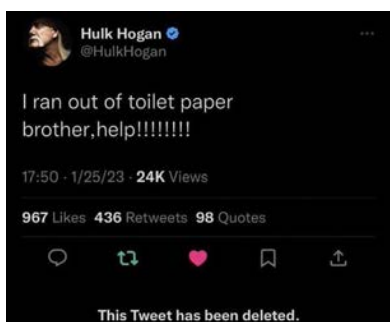 Hulk Hogan
@HulkHogan
I ran out of toilet paper
brother,help!!!!!!!!
17:50 · 1/25/23 · 24K Views
967 Likes 436 Retweets 98 Quotes
This Tweet has been deleted.